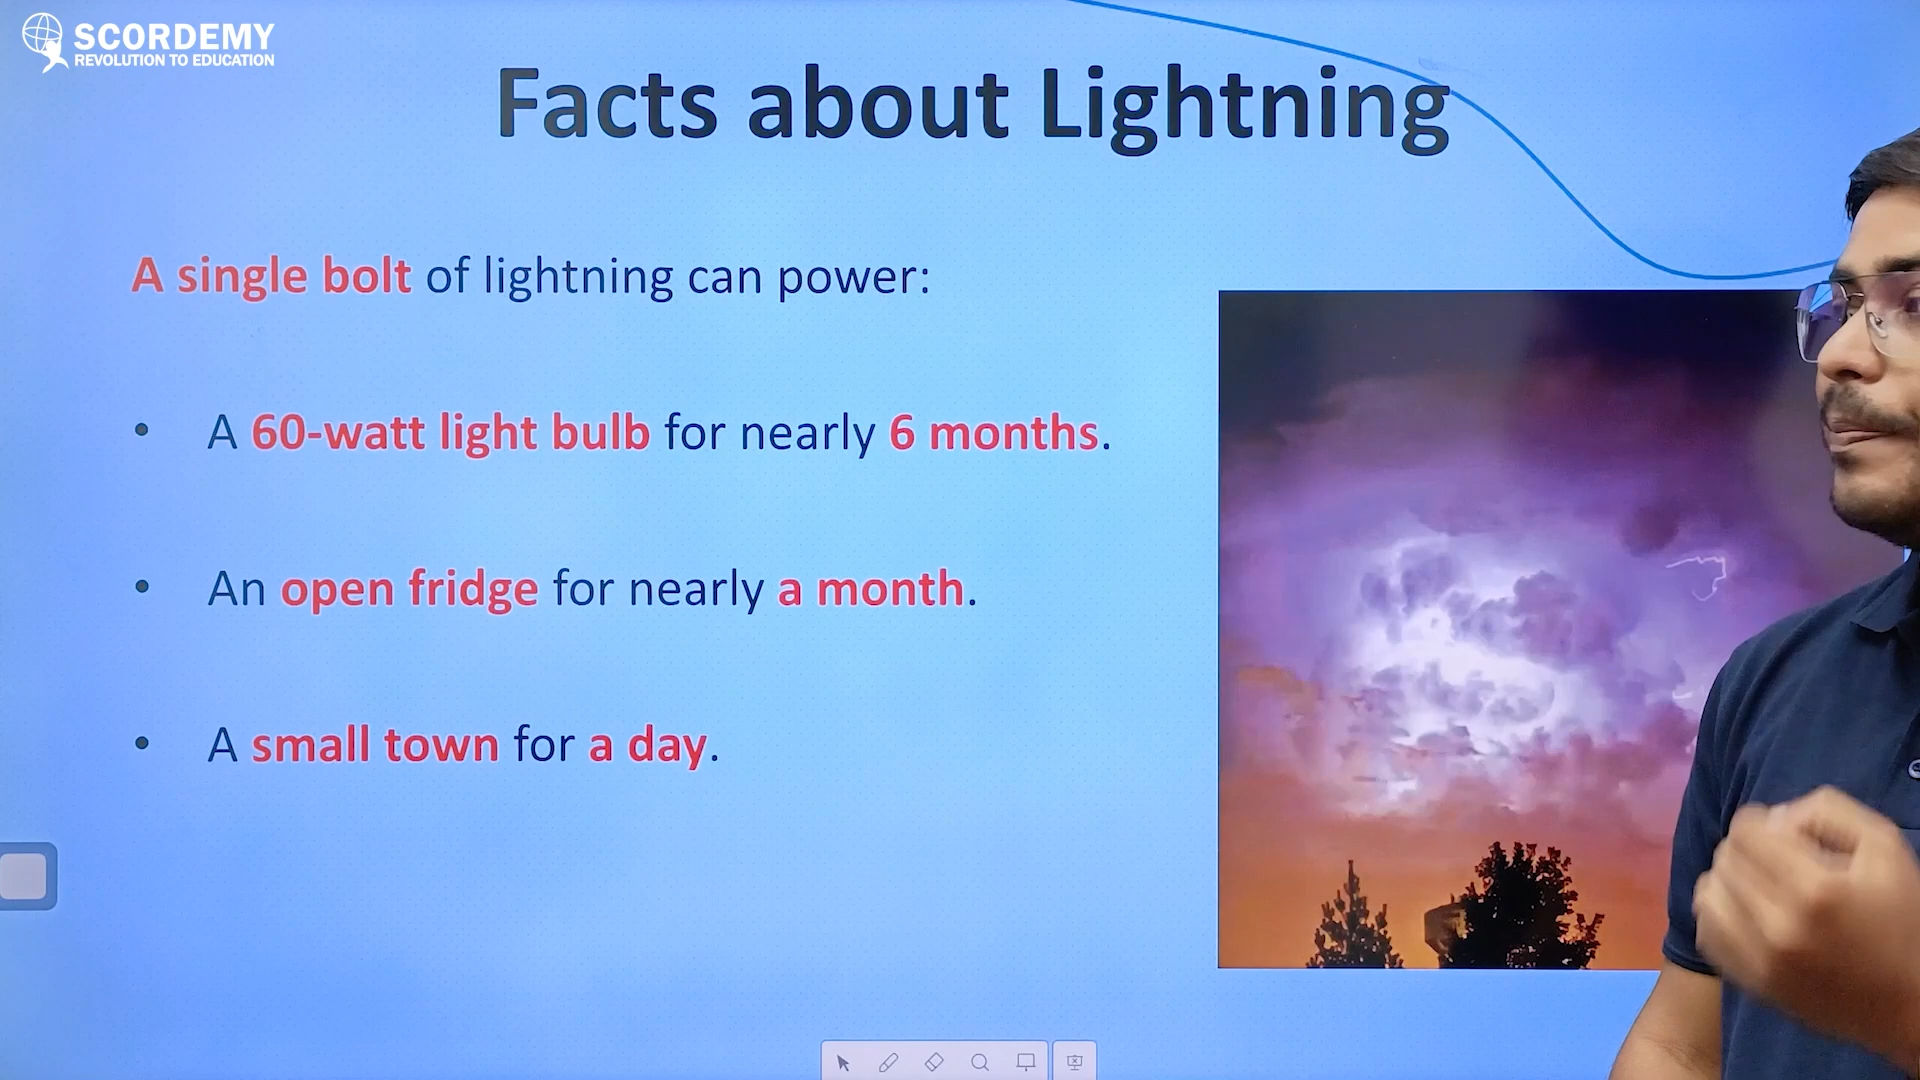 SCORDEMY
REVOLUTION TO EDUCATION
Facts about Lightning
A single bolt of lightning can power:
• A 60-watt light bulb for nearly 6 months.
• An open fridge for nearly a month.
• A small town for a day.